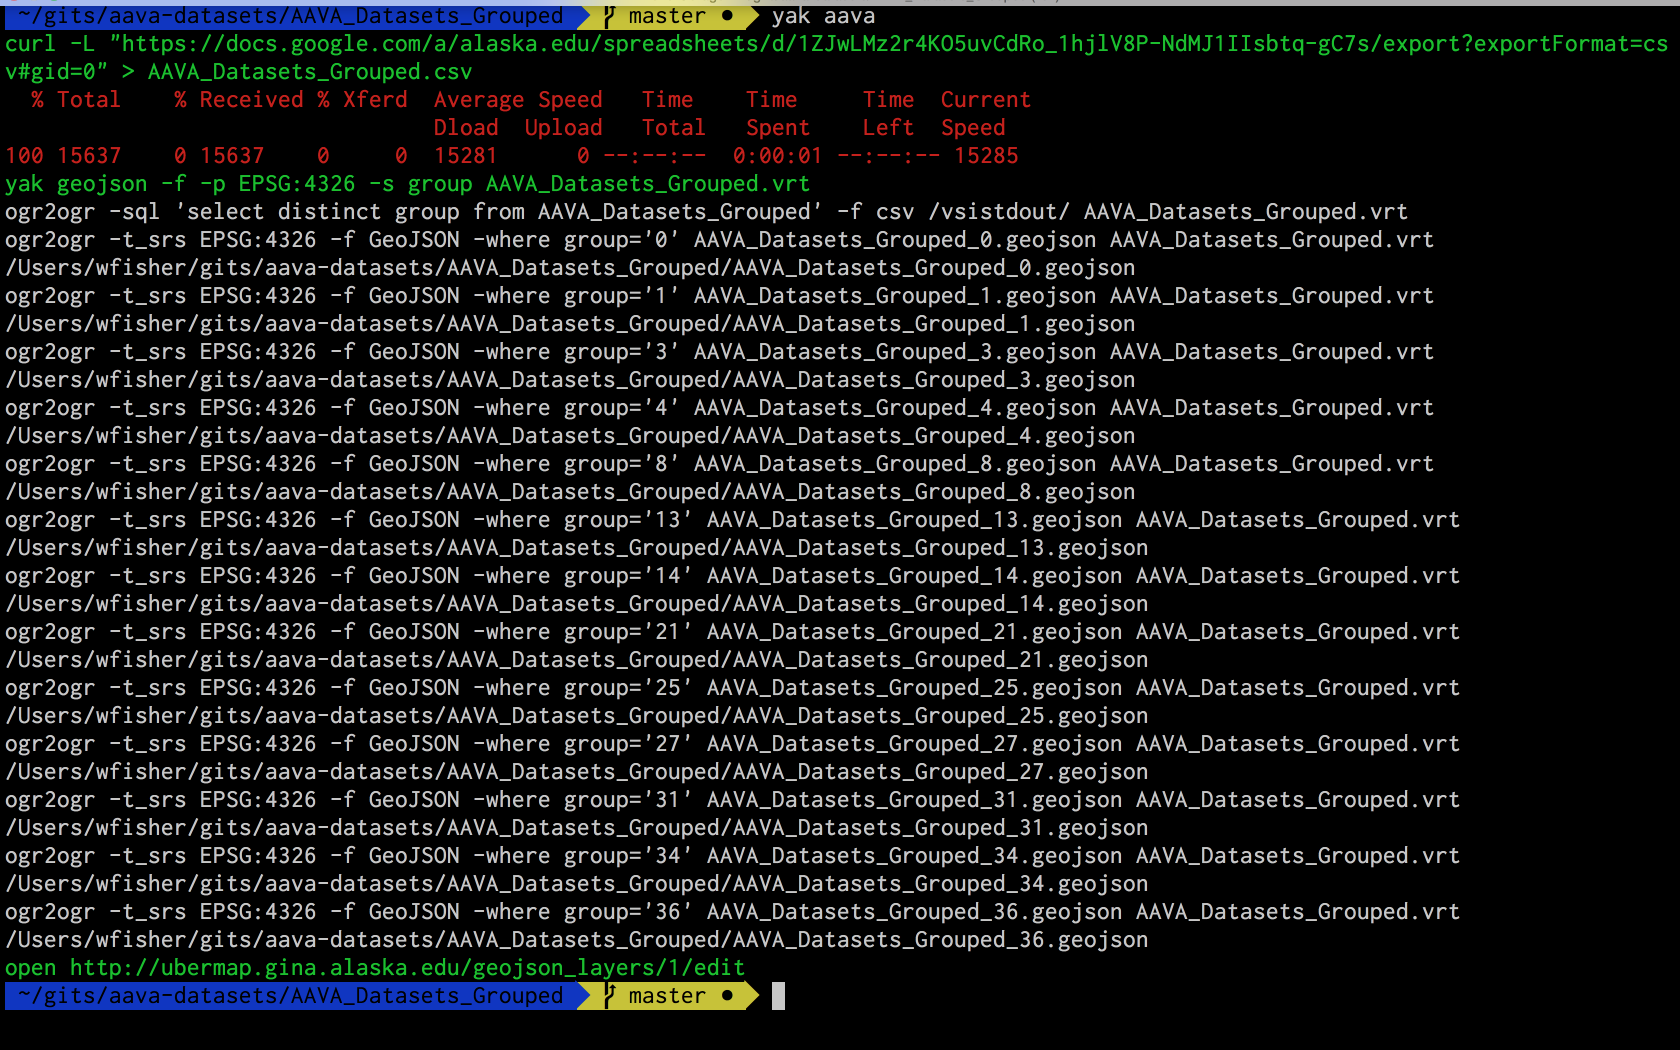 ~/gits/aava-datasets/AAVA_Datasets_Grouped master ● yak aava
curl -L "https://docs.google.com/a/alaska.edu/spreadsheets/d/1ZJwLMz2r4KO5uvCdRo_1hjlV8P-NdMJ1IIsbtq-gC7s/export?exportFormat=cs
v#gid=0" > AAVA_Datasets_Grouped.csv
% Total % Received % Xferd Average Speed Time Time Time Current
Dload Upload Total Spent Left Speed
100 15637 0 15637 0 0 15281 0 --:--:-- 0:00:01 --:--:-- 15285
yak geojson -f -p EPSG:4326 -s group AAVA_Datasets_Grouped.vrt
ogr2ogr -sql 'select distinct group from AAVA_Datasets_Grouped' -f csv /vsistdout/ AAVA_Datasets_Grouped.vrt
ogr2ogr -t_srs EPSG:4326 -f GeoJSON -where group='0' AAVA_Datasets_Grouped_0.geojson AAVA_Datasets_Grouped.vrt
/Users/wfisher/gits/aava-datasets/AAVA_Datasets_Grouped/AAVA_Datasets_Grouped_0.geojson
ogr2ogr -t_srs EPSG:4326 -f GeoJSON -where group='1' AAVA_Datasets_Grouped_1.geojson AAVA_Datasets_Grouped.vrt
/Users/wfisher/gits/aava-datasets/AAVA_Datasets_Grouped/AAVA_Datasets_Grouped_1.geojson
ogr2ogr -t_srs EPSG:4326 -f GeoJSON -where group='3' AAVA_Datasets_Grouped_3.geojson AAVA_Datasets_Grouped.vrt
/Users/wfisher/gits/aava-datasets/AAVA_Datasets_Grouped/AAVA_Datasets_Grouped_3.geojson
ogr2ogr -t_srs EPSG:4326 -f GeoJSON -where group='4' AAVA_Datasets_Grouped_4.geojson AAVA_Datasets_Grouped.vrt
/Users/wfisher/gits/aava-datasets/AAVA_Datasets_Grouped/AAVA_Datasets_Grouped_4.geojson
ogr2ogr -t_srs EPSG:4326 -f GeoJSON -where group='8' AAVA_Datasets_Grouped_8.geojson AAVA_Datasets_Grouped.vrt
/Users/wfisher/gits/aava-datasets/AAVA_Datasets_Grouped/AAVA_Datasets_Grouped_8.geojson
ogr2ogr -t_srs EPSG:4326 -f GeoJSON -where group='13' AAVA_Datasets_Grouped_13.geojson AAVA_Datasets_Grouped.vrt
/Users/wfisher/gits/aava-datasets/AAVA_Datasets_Grouped/AAVA_Datasets_Grouped_13.geojson
ogr2ogr -t_srs EPSG:4326 -f GeoJSON -where group='14' AAVA_Datasets_Grouped_14.geojson AAVA_Datasets_Grouped.vrt
/Users/wfisher/gits/aava-datasets/AAVA_Datasets_Grouped/AAVA_Datasets_Grouped_14.geojson
ogr2ogr -t_srs EPSG:4326 -f GeoJSON -where group='21' AAVA_Datasets_Grouped_21.geojson AAVA_Datasets_Grouped.vrt
/Users/wfisher/gits/aava-datasets/AAVA_Datasets_Grouped/AAVA_Datasets_Grouped_21.geojson
ogr2ogr -t_srs EPSG:4326 -f GeoJSON -where group='25' AAVA_Datasets_Grouped_25.geojson AAVA_Datasets_Grouped.vrt
/Users/wfisher/gits/aava-datasets/AAVA_Datasets_Grouped/AAVA_Datasets_Grouped_25.geojson
ogr2ogr -t_srs EPSG:4326 -f GeoJSON -where group='27' AAVA_Datasets_Grouped_27.geojson AAVA_Datasets_Grouped.vrt
/Users/wfisher/gits/aava-datasets/AAVA_Datasets_Grouped/AAVA_Datasets_Grouped_27.geojson
ogr2ogr -t_srs EPSG:4326 -f GeoJSON -where group='31' AAVA_Datasets_Grouped_31.geojson AAVA_Datasets_Grouped.vrt
/Users/wfisher/gits/aava-datasets/AAVA_Datasets_Grouped/AAVA_Datasets_Grouped_31.geojson
ogr2ogr -t_srs EPSG:4326 -f GeoJSON -where group='34' AAVA_Datasets_Grouped_34.geojson AAVA_Datasets_Grouped.vrt
/Users/wfisher/gits/aava-datasets/AAVA_Datasets_Grouped/AAVA_Datasets_Grouped_34.geojson
ogr2ogr -t_srs EPSG:4326 -f GeoJSON -where group='36' AAVA_Datasets_Grouped_36.geojson AAVA_Datasets_Grouped.vrt
/Users/wfisher/gits/aava-datasets/AAVA_Datasets_Grouped/AAVA_Datasets_Grouped_36.geojson
open http://ubermap.gina.alaska.edu/geojson_layers/1/edit
~/gits/aava-datasets/AAVA_Datasets_Grouped master ●